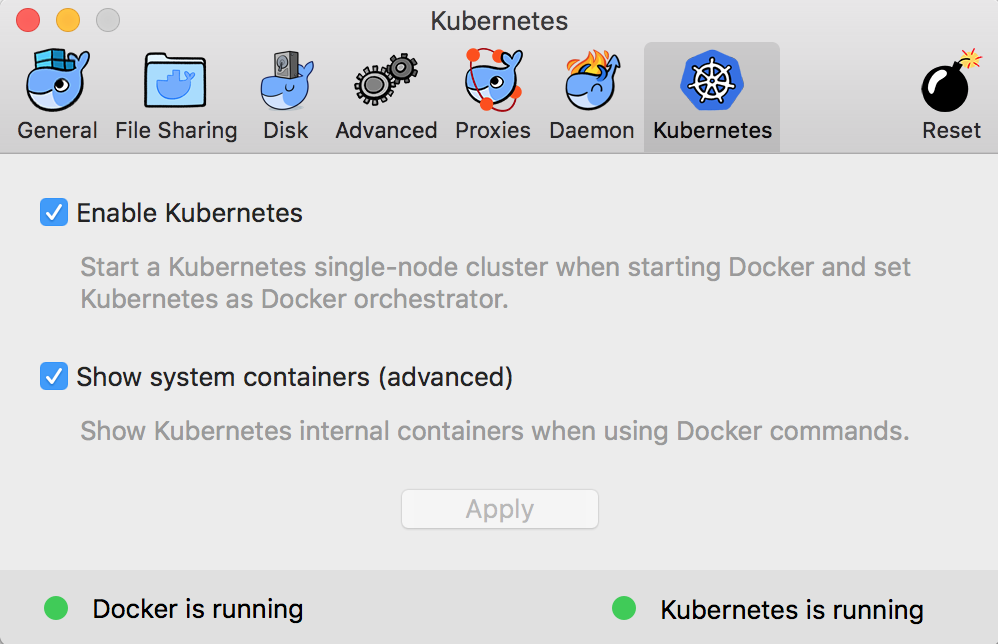 Kubernetes
General File Sharing Disk Advanced Proxies Daemon Kubernetes Reset
Enable Kubernetes
Start a Kubernetes single-node cluster when starting Docker and set
Kubernetes as Docker orchestrator.
Show system containers (advanced)
Show Kubernetes internal containers when using Docker commands.
Apply
Docker is running Kubernetes is running